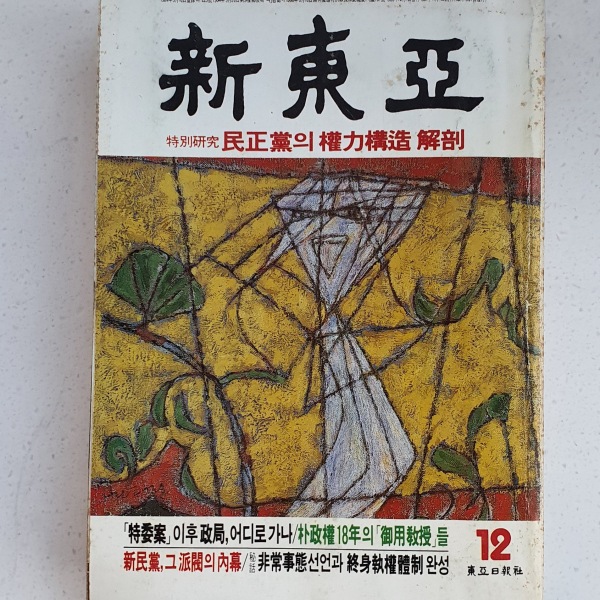 新東亞
特別研究 民正黨의 權力構造 解剖
「特委案」이후 政局, 어디로 가나/朴政權 18年의 「御用敎授」들
新民黨, 그 派閥의 內幕/秘話 非常事態선언과 終身執權體制 완성
12
東亞日報社